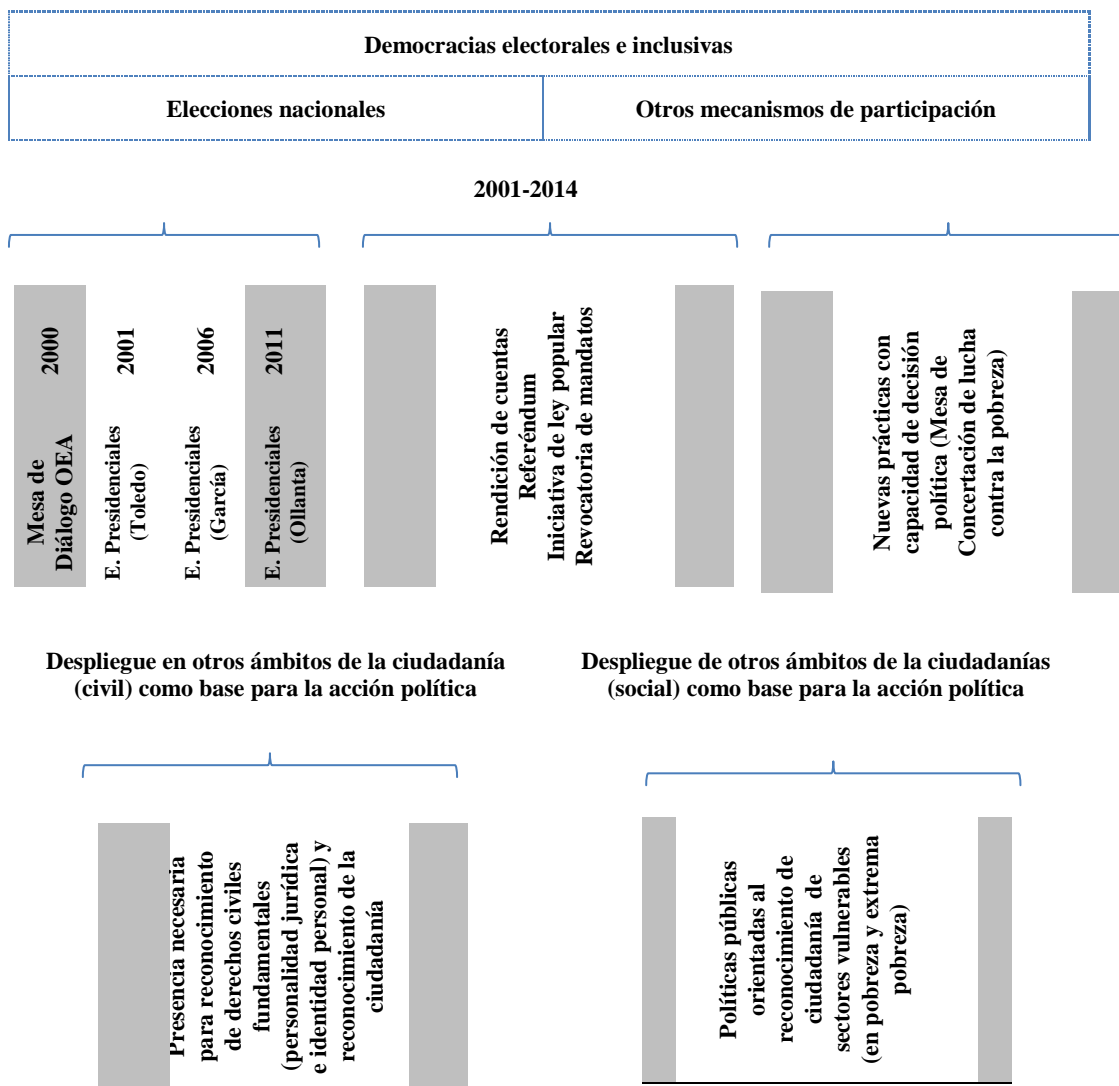 Democracias electorales e inclusivas
Elecciones nacionales
Otros mecanismos de participación
2001-2014
Mesa de
Diálogo OEA
2000
E. Presidenciales
(Toledo)
2001
E. Presidenciales
(García)
2006
E. Presidenciales
(Ollanta)
2011
Rendición de cuentas
Referéndum
Iniciativa de ley popular
Revocatoria de mandatos
Nuevas prácticas con
capacidad de decisión
política (Mesa de
Concertación de lucha
contra la pobreza)
Despliegue en otros ámbitos de la ciudadanía
(civil) como base para la acción política
Despliegue de otros ámbitos de la ciudadanías
(social) como base para la acción política
Presencia necesaria
para reconocimiento
de derechos civiles
fundamentales
(personalidad jurídica
e identidad personal) y
reconocimiento de la
ciudadanía
Políticas públicas
orientadas al
reconocimiento de
ciudadanía de
sectores vulnerables
(en pobreza y extrema
pobreza)